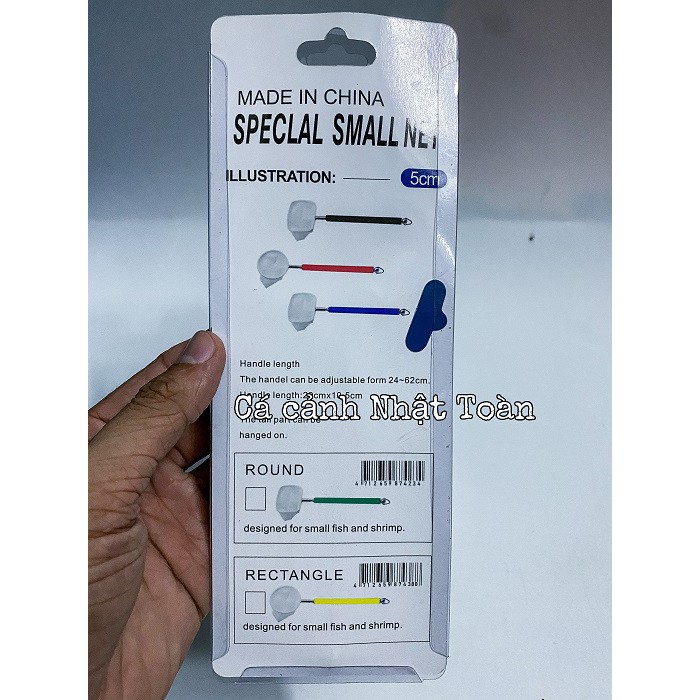 MADE IN CHINA
SPECLAL SMALL NET
ILLUSTRATION:
5cm
Handle length
The handel can be adjustable form 24~62cm.
Handle length:
Cá cảnh Nhật Toàn
hanged on.
ROUND
4712659874234
designed for small fish and shrimp.
RECTANGLE
designed for small fish and shrimp.